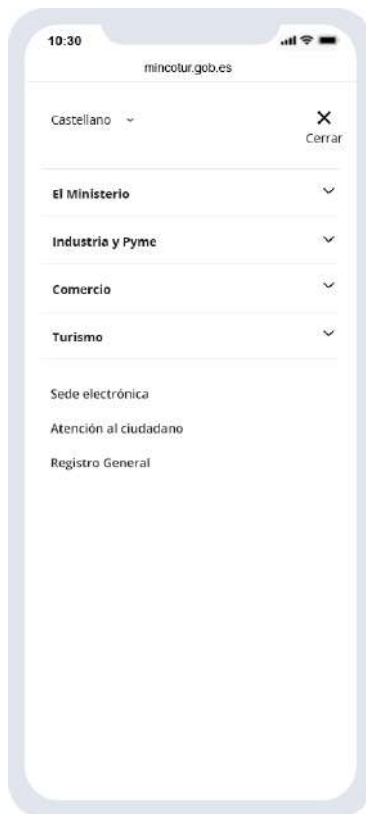 10:30
mincotur.gob.es
Castellano
Cerrar
El Ministerio
Industria y Pyme
Comercio
Turismo
Sede electrónica
Atención al ciudadano
Registro General